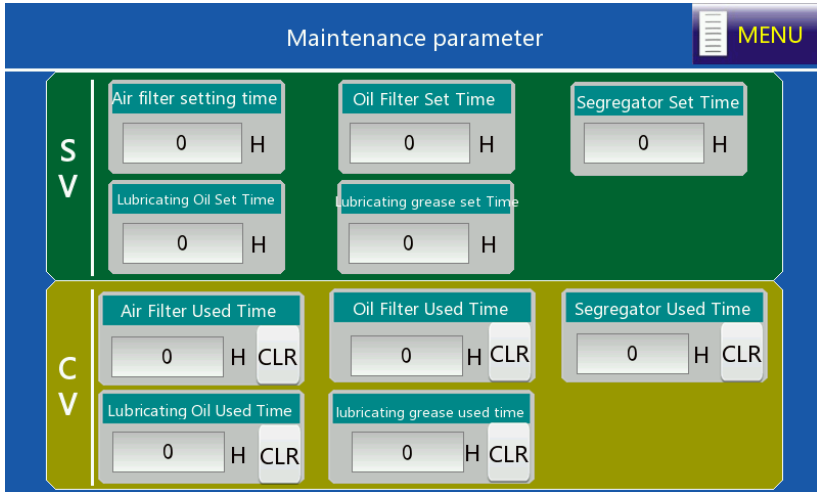 Maintenance parameter
MENU
S
V
Air filter setting time
0 H
Oil Filter Set Time
0 H
Segregator Set Time
0 H
Lubricating Oil Set Time
0 H
Lubricating grease set Time
0 H
C
V
Air Filter Used Time
0 H CLR
Oil Filter Used Time
0 H CLR
Segregator Used Time
0 H CLR
Lubricating Oil Used Time
0 H CLR
lubricating grease used time
0 H CLR